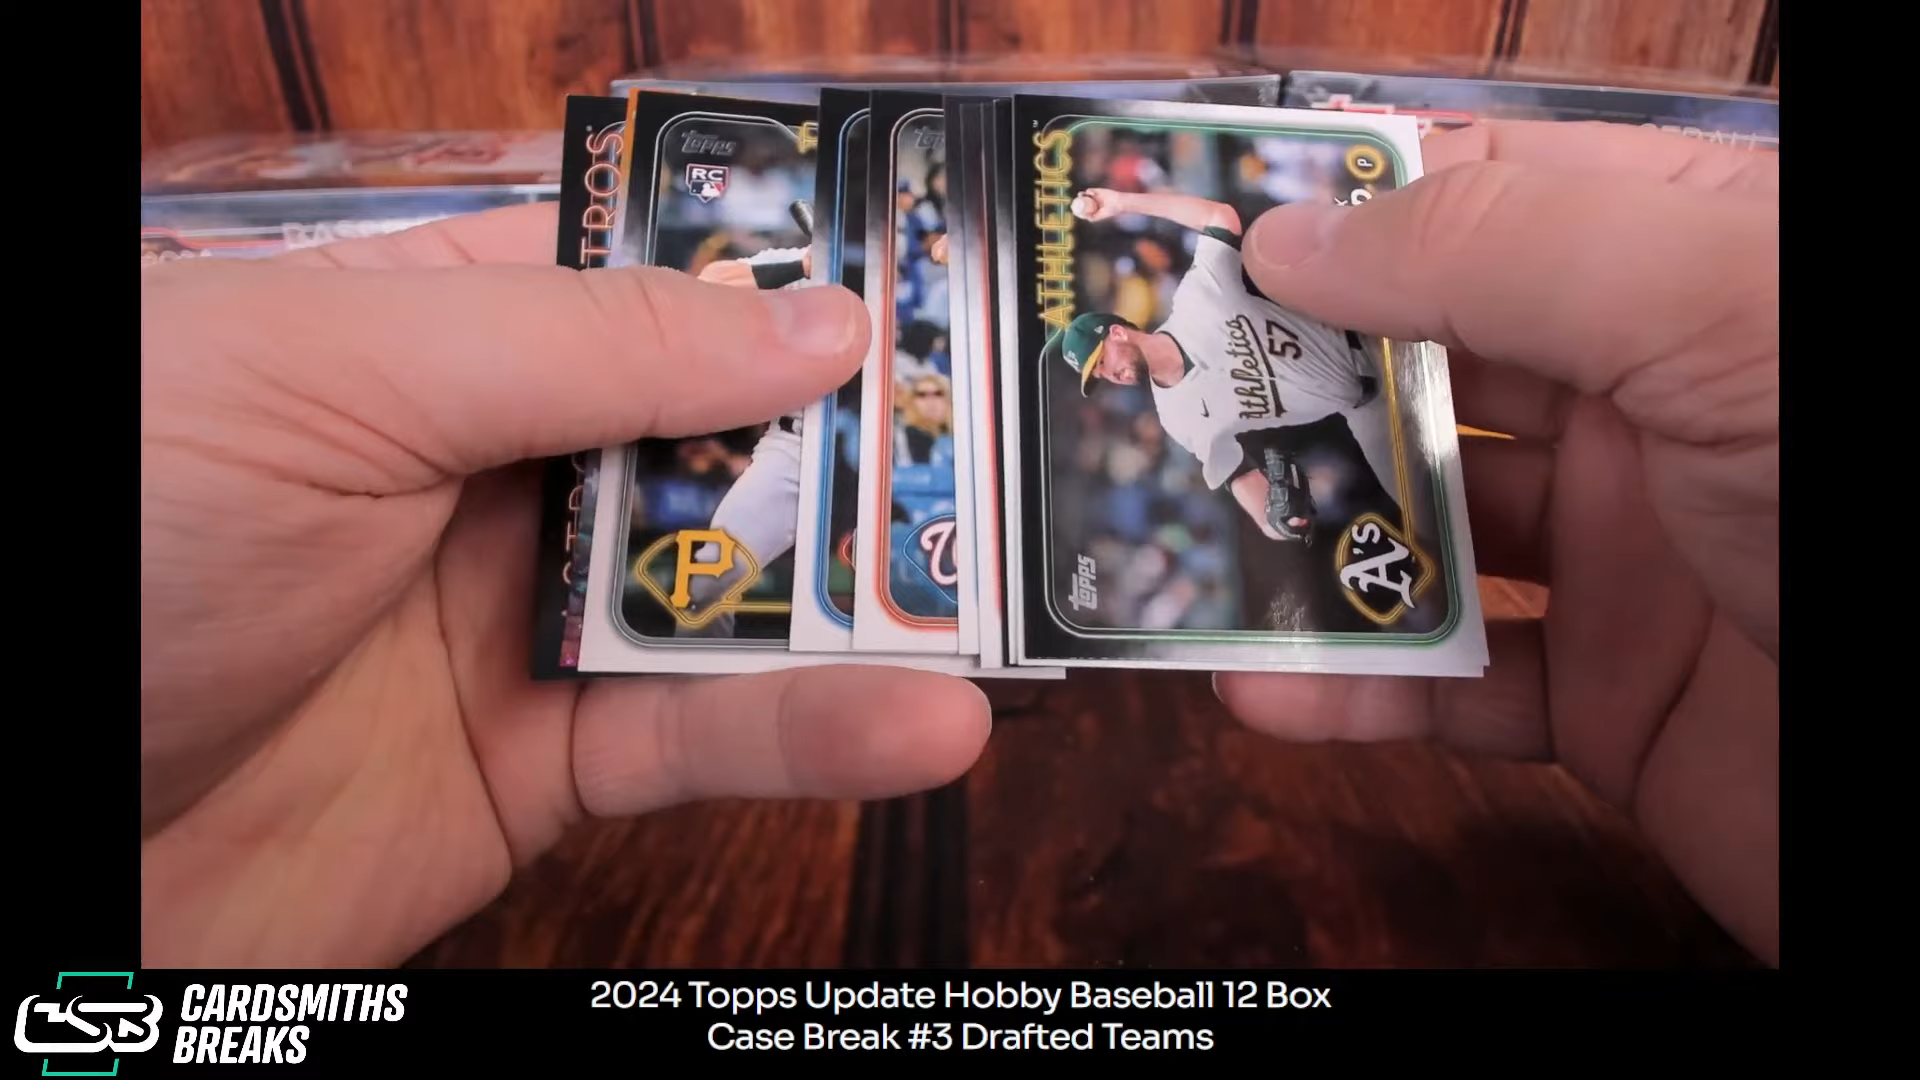 topps
RC
P
ATHLETICS
P
Athletics
57
topps
A's
W
CSB
CARDSMITHS
BREAKS
2024 Topps Update Hobby Baseball 12 Box
Case Break #3 Drafted Teams